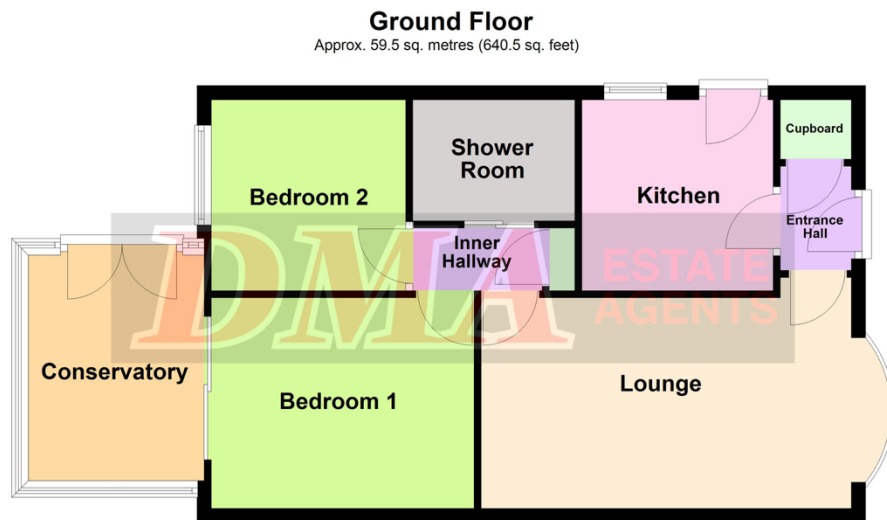 Ground Floor
Approx. 59.5 sq. metres (640.5 sq. feet)
Cupboard
Shower
Room
Bedroom 2
Kitchen
Entrance
Hall
Inner
Hallway
DMA
ESTATE
AGENTS
Conservatory
Bedroom 1
Lounge